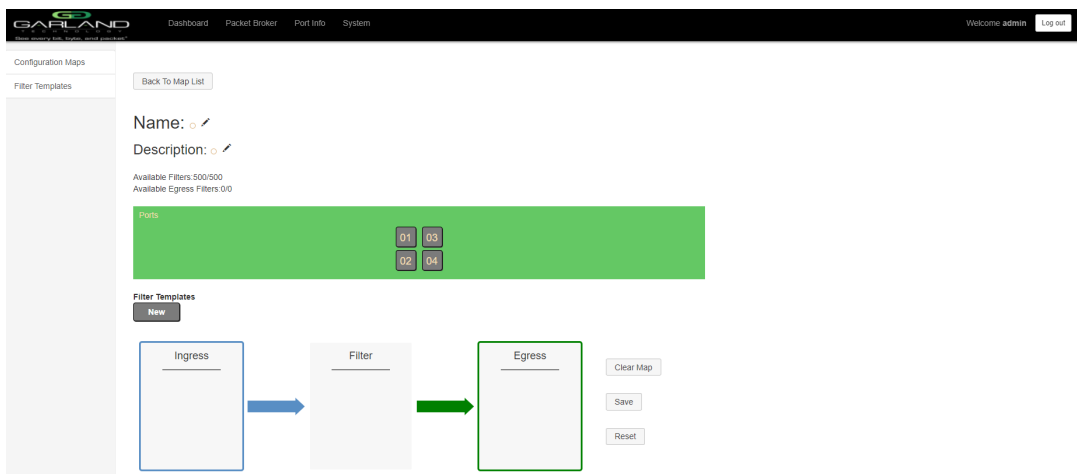 GARLAND
TECHNOLOGY
See every bit, byte, and packet®
Dashboard Packet Broker Port Info System
Welcome admin Log out
Configuration Maps
Filter Templates
Back To Map List
Name:
Description:
Available Filters:500/500
Available Egress Filters:0/0
Ports
01 03
02 04
Filter Templates
New
Ingress Filter Egress
Clear Map
Save
Reset